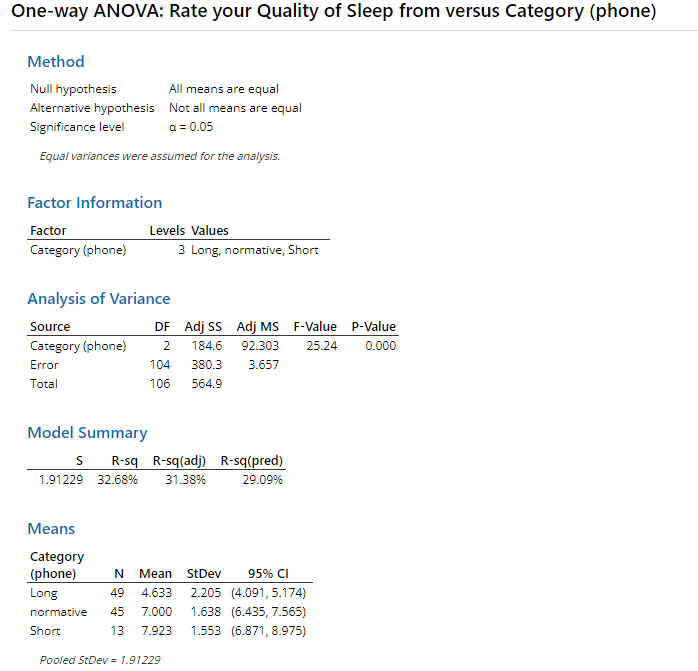 One-way ANOVA: Rate your Quality of Sleep from versus Category (phone)
Method
Null hypothesis All means are equal
Alternative hypothesis Not all means are equal
Significance level α = 0.05
Equal variances were assumed for the analysis.
Factor Information
Factor Levels Values
Category (phone) 3 Long, normative, Short
Analysis of Variance
Source DF Adj SS Adj MS F-Value P-Value
Category (phone) 2 184.6 92.303 25.24 0.000
Error 104 380.3 3.657
Total 106 564.9
Model Summary
S R-sq R-sq(adj) R-sq(pred)
1.91229 32.68% 31.38% 29.09%
Means
Category
(phone) N Mean StDev 95% CI
Long 49 4.633 2.205 (4.091, 5.174)
normative 45 7.000 1.638 (6.435, 7.565)
Short 13 7.923 1.553 (6.871, 8.975)
Pooled StDev = 1.91229